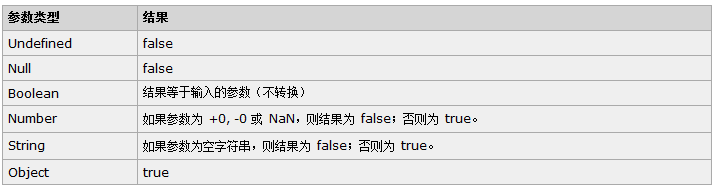 参数类型 结果
Undefined false
Null false
Boolean 结果等于输入的参数（不转换）
Number 如果参数为 +0, -0 或 NaN，则结果为 false；否则为 true。
String 如果参数为空字符串，则结果为 false；否则为 true。
Object true